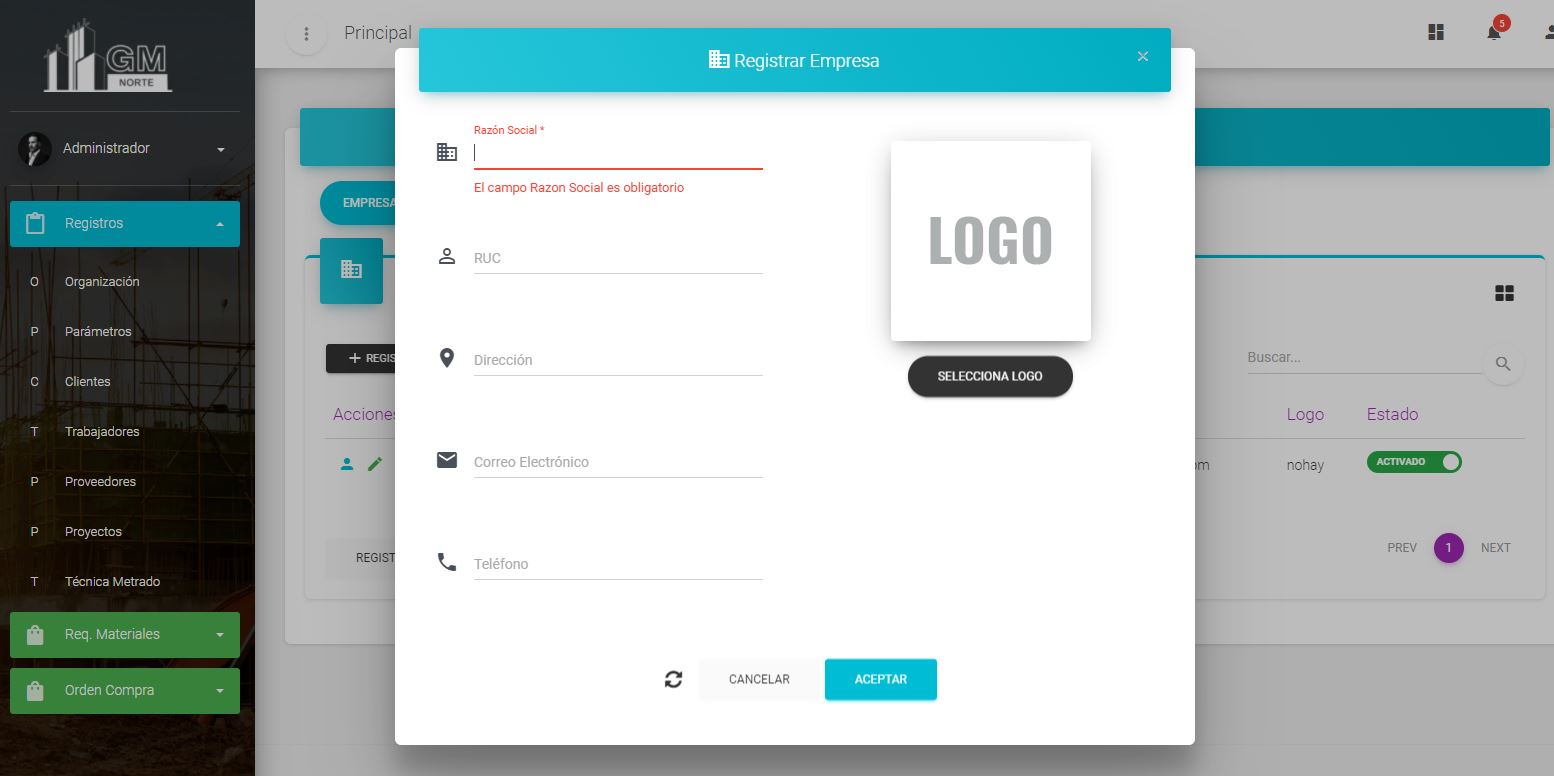 GM
NORTE
Administrador
Registros
O Organización
P Parámetros
C Clientes
T Trabajadores
P Proveedores
P Proyectos
T Técnica Metrado
Req. Materiales
Orden Compra
Principal
5
Registrar Empresa
×
Razón Social *
El campo Razon Social es obligatorio
RUC
Dirección
Correo Electrónico
Teléfono
LOGO
SELECCIONA LOGO
CANCELAR
ACEPTAR
EMPRESA
REGIS
Buscar...
Acciones
Logo
Estado
om
nohay
ACTIVADO
REGIST
PREV
1
NEXT